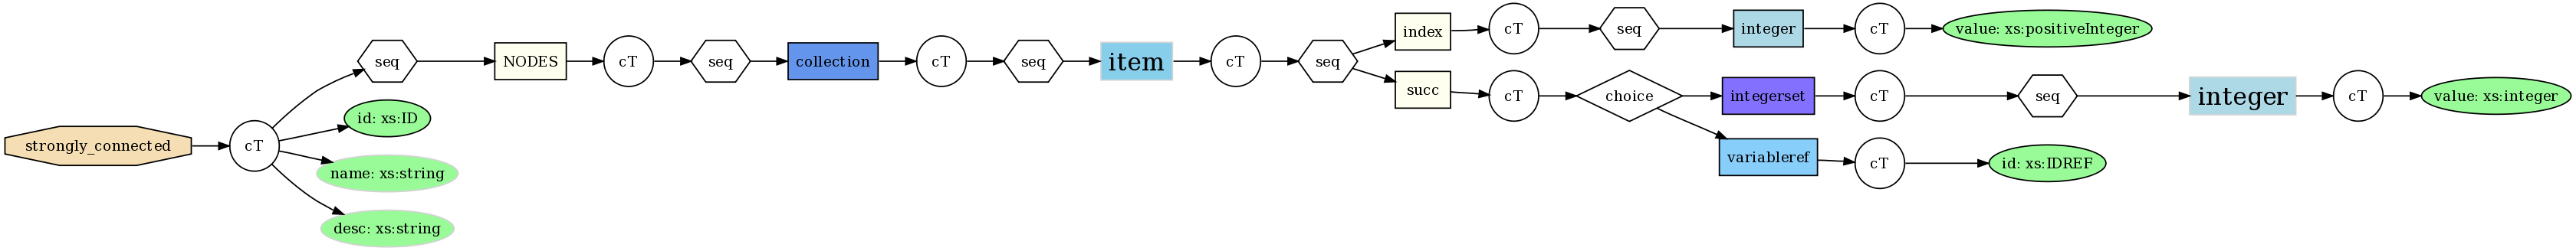 strongly_connected
cT
seq
id: xs:ID
name: xs:string
desc: xs:string
NODES
cT
seq
collection
cT
seq
item
cT
seq
index
cT
seq
integer
cT
value: xs:positiveInteger
succ
cT
choice
integerset
cT
seq
integer
cT
value: xs:integer
variableref
cT
id: xs:IDREF